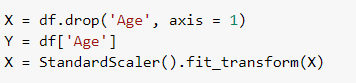 X = df.drop('Age', axis = 1)
Y = df['Age']
X = StandardScaler().fit_transform(X)